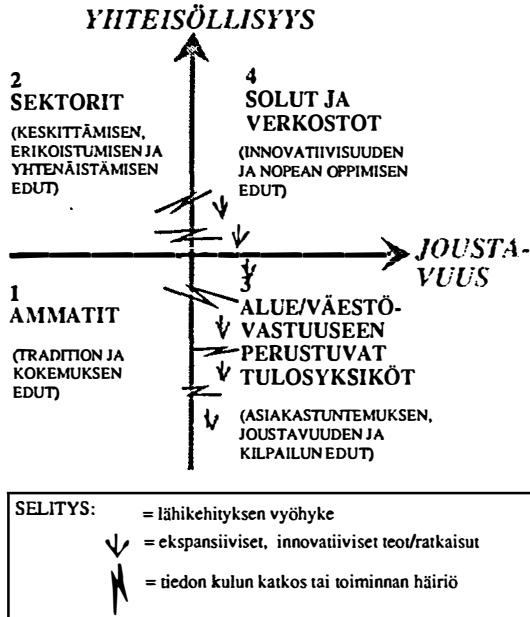 YHTEISÖLLISYYS
2
SEKTORIT
(KESKITTÄMISEN,
ERIKOISTUMISEN JA
YHTENÄISTÄMISEN
EDUT)
4
SOLUT JA
VERKOSTOT
(INNOVATIIVISUUDEN
JA NOPEAN OPPIMISEN
EDUT)
JOUSTA-
VUUS
1
AMMATIT
(TRADITION JA
KOKEMUKSEN
EDUT)
3
ALUE/VÄESTÖ-
VASTUUSEEN
PERUSTUVAT
TULOSYKSIKÖT
(ASIAKASTUNTEMUKSEN,
JOUSTAVUUDEN JA
KILPAILUN EDUT)
SELITYS:
= lähikehityksen vyöhyke
= ekspansiiviset, innovatiiviset teot/ratkaisut
= tiedon kulun katkos tai toiminnan häiriö